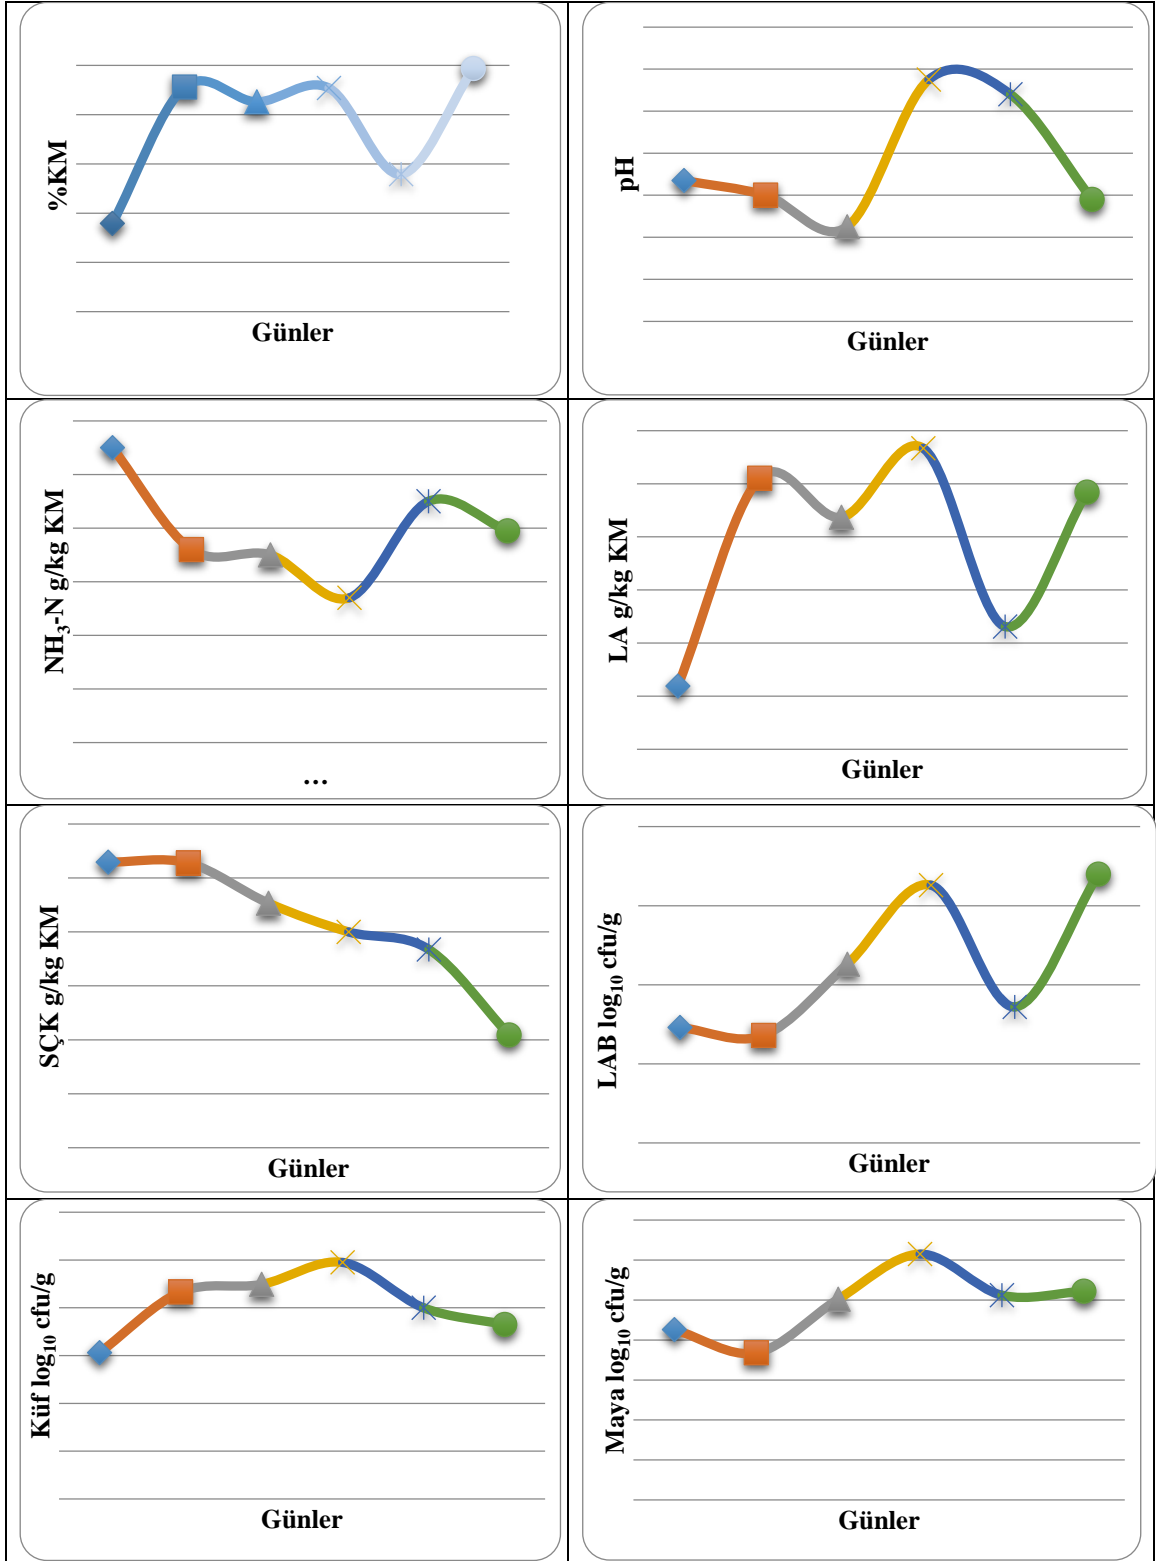 %KM
Günler
pH
Günler
NH₃-N g/kg KM
...
LA g/kg KM
Günler
SÇK g/kg KM
Günler
LAB log₁₀ cfu/g
Günler
Küf log₁₀ cfu/g
Günler
Maya log₁₀ cfu/g
Günler